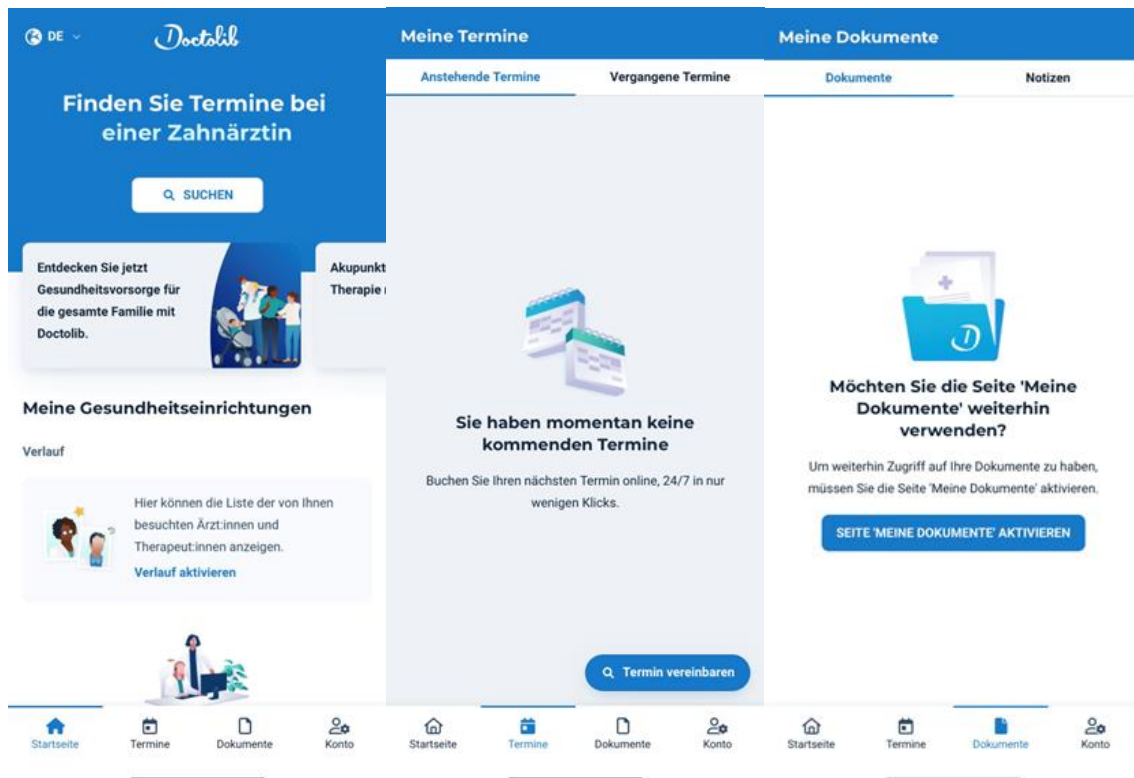 DE
Doctolib
Finden Sie Termine bei
einer Zahnärztin
SUCHEN
Entdecken Sie jetzt
Gesundheitsvorsorge für
die gesamte Familie mit
Doctolib.
Akupunkt
Therapie
Meine Gesundheitseinrichtungen
Verlauf
Hier können die Liste der von Ihnen
besuchten Ärzt:innen und
Therapeut:innen anzeigen.
Verlauf aktivieren
Startseite
Termine
Dokumente
Konto
Meine Termine
Anstehende Termine
Vergangene Termine
Sie haben momentan keine
kommenden Termine
Buchen Sie Ihren nächsten Termin online, 24/7 in nur
wenigen Klicks.
Termin vereinbaren
Startseite
Termine
Dokumente
Konto
Meine Dokumente
Dokumente
Notizen
Möchten Sie die Seite 'Meine
Dokumente' weiterhin
verwenden?
Um weiterhin Zugriff auf Ihre Dokumente zu haben,
müssen Sie die Seite 'Meine Dokumente' aktivieren.
SEITE 'MEINE DOKUMENTE' AKTIVIEREN
Startseite
Termine
Dokumente
Konto